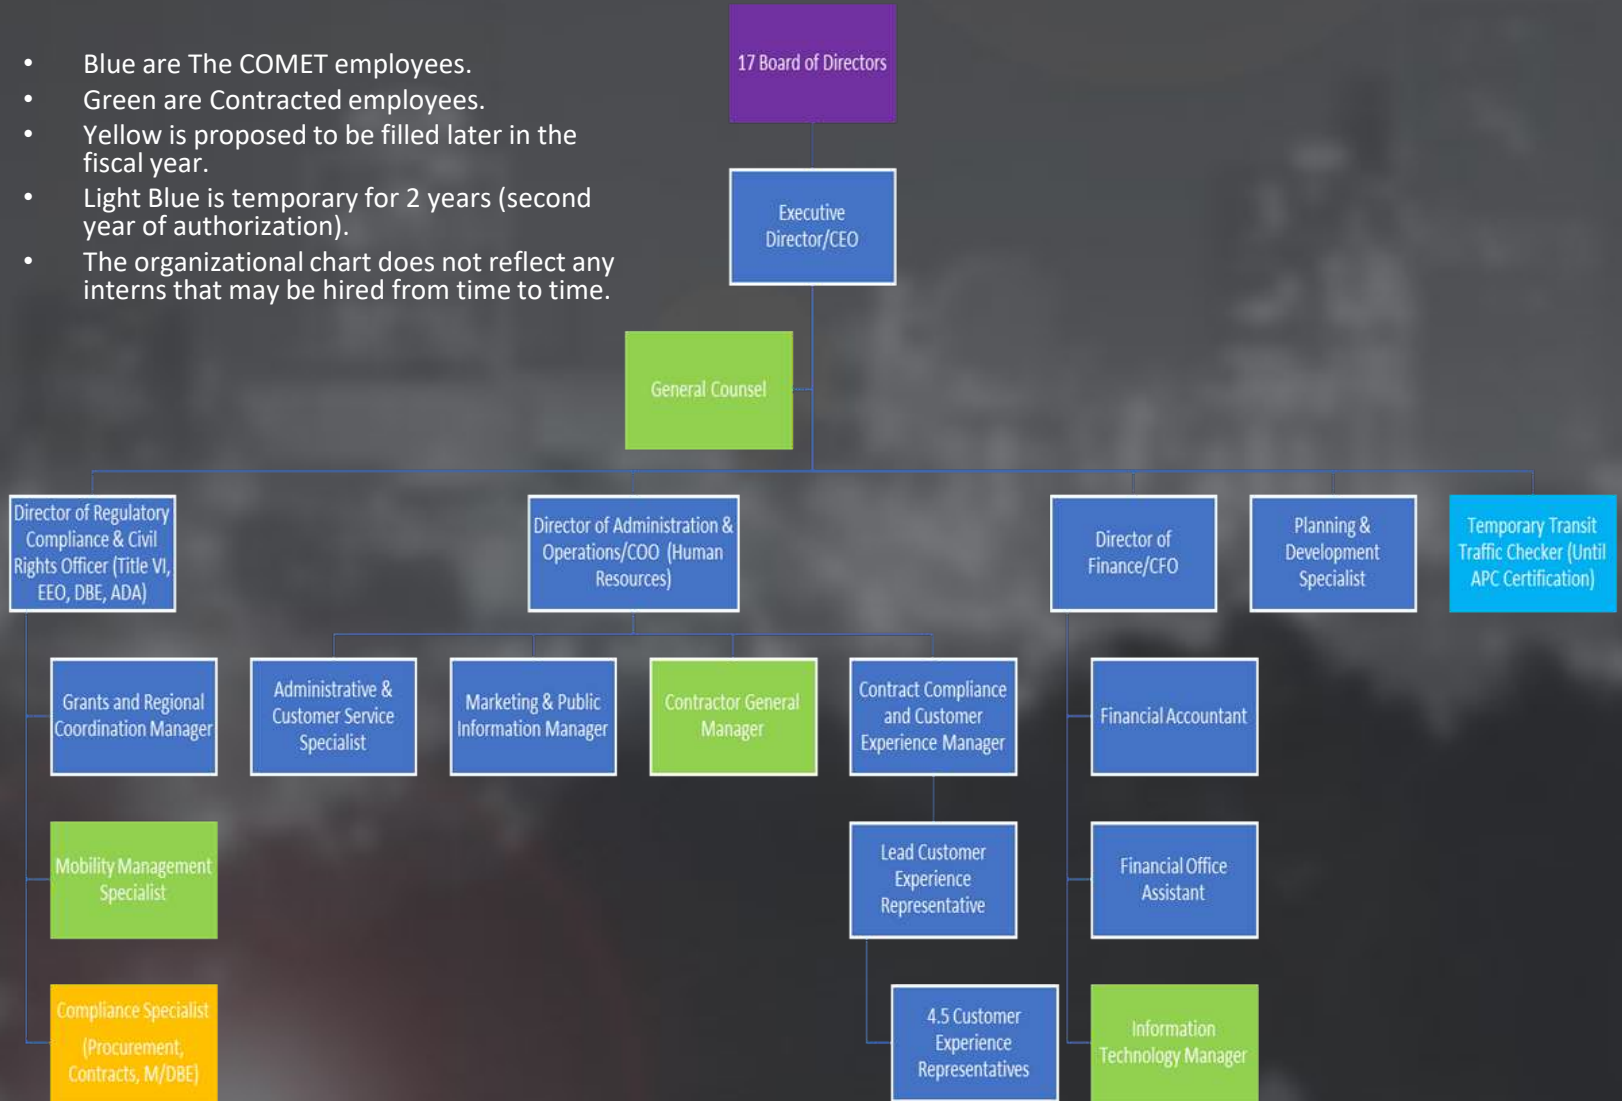 • Blue are The COMET employees.
• Green are Contracted employees.
• Yellow is proposed to be filled later in the
fiscal year.
• Light Blue is temporary for 2 years (second
year of authorization).
• The organizational chart does not reflect any
interns that may be hired from time to time.
17 Board of Directors
Executive
Director/CEO
General Counsel
Director of Regulatory
Compliance & Civil
Rights Officer (Title VI,
EEO, DBE, ADA)
Director of Administration &
Operations/COO (Human
Resources)
Director of
Finance/CFO
Planning &
Development
Specialist
Temporary Transit
Traffic Checker (Until
APC Certification)
Grants and Regional
Coordination Manager
Administrative &
Customer Service
Specialist
Marketing & Public
Information Manager
Contractor General
Manager
Contract Compliance
and Customer
Experience Manager
Financial Accountant
Mobility Management
Specialist
Lead Customer
Experience
Representative
Financial Office
Assistant
Compliance Specialist
(Procurement,
Contracts, M/DBE)
4.5 Customer
Experience
Representatives
Information
Technology Manager